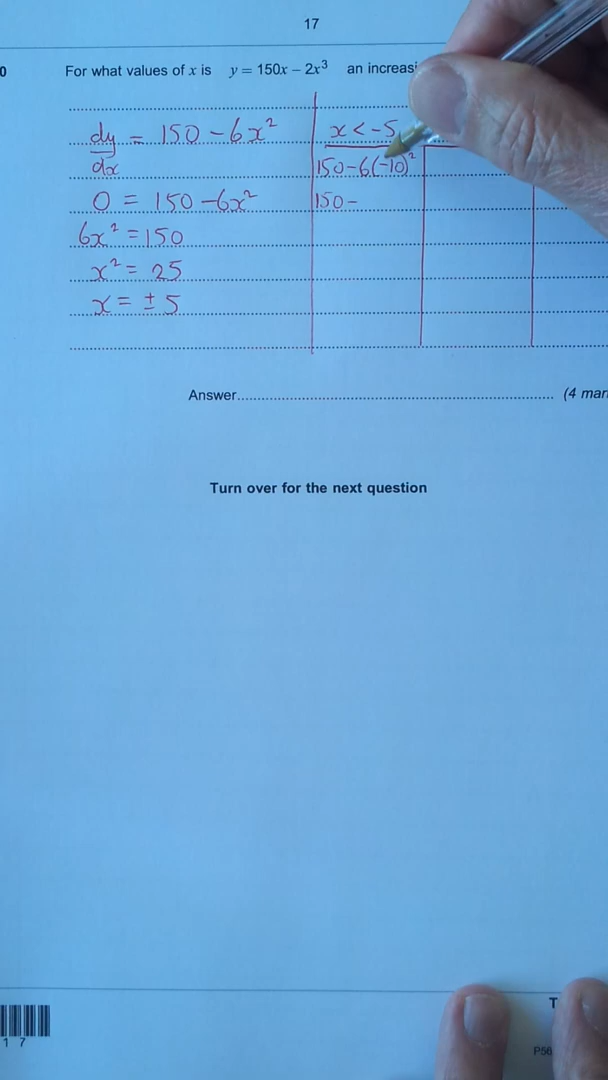 17
0 For what values of x is y = 150x – 2x³ an increasi
dy/dx = 150 - 6x²
0 = 150 - 6x²
6x² = 150
x² = 25
x = ± 5
x < -5
150 - 6(-10)²
150 -
Answer (4 mar
Turn over for the next question
T
1 7
P56